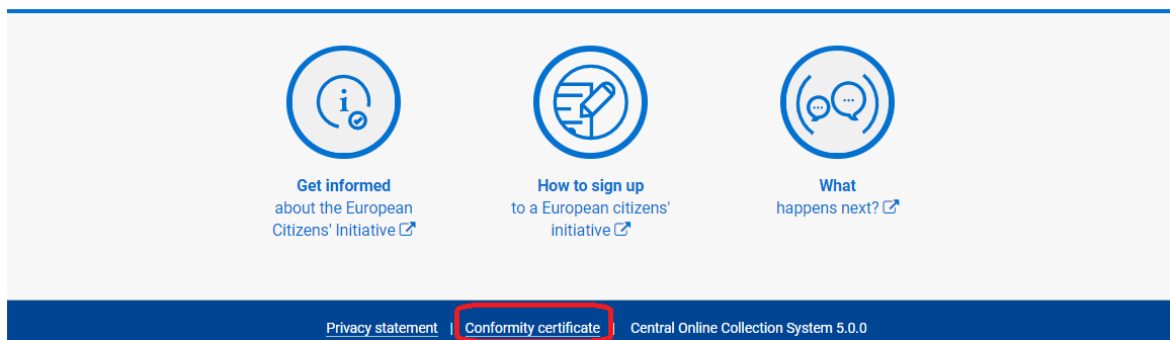 i
Get informed
about the European
Citizens' Initiative
How to sign up
to a European citizens'
initiative
What
happens next?
Privacy statement | Conformity certificate | Central Online Collection System 5.0.0